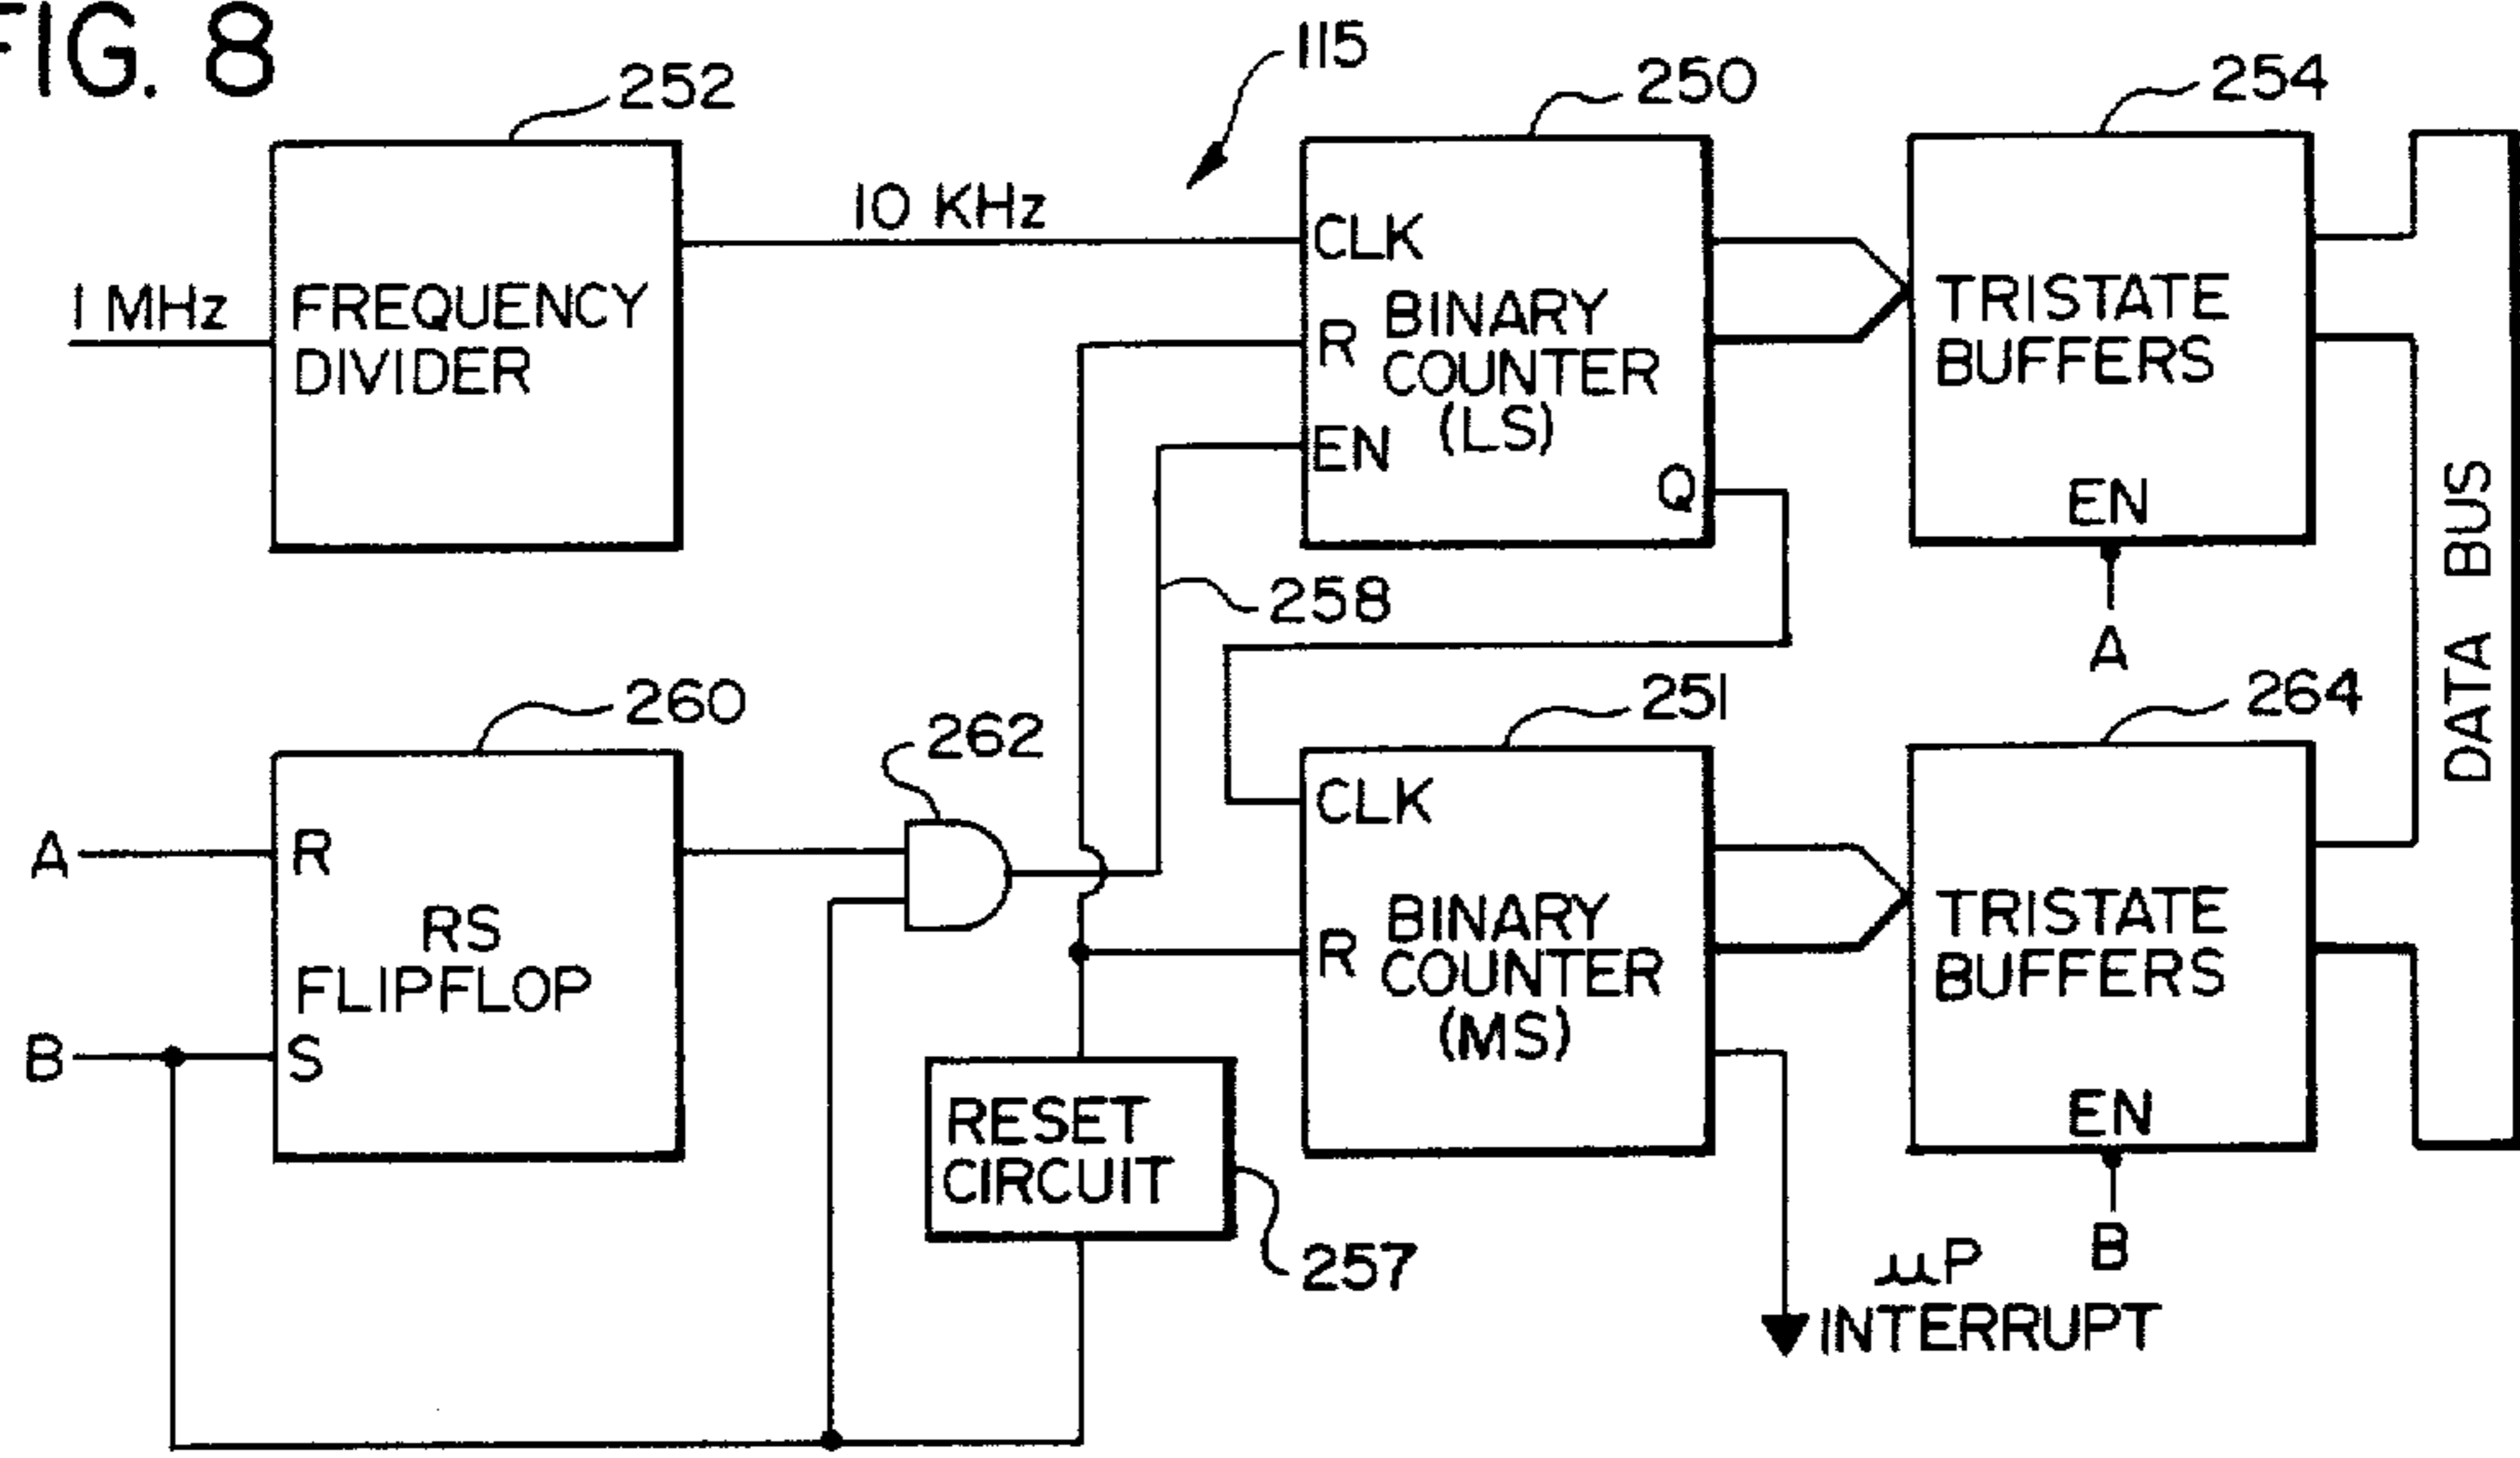 FIG. 8
252
115
250
254
1 MHz
FREQUENCY
DIVIDER
10 KHz
CLK
R
EN
BINARY
COUNTER
(LS)
Q
TRISTATE
BUFFERS
EN
A
DATA BUS
258
260
262
251
264
A
B
R
RS
FLIPFLOP
S
RESET
CIRCUIT
257
CLK
R
BINARY
COUNTER
(MS)
TRISTATE
BUFFERS
EN
B
µP
INTERRUPT